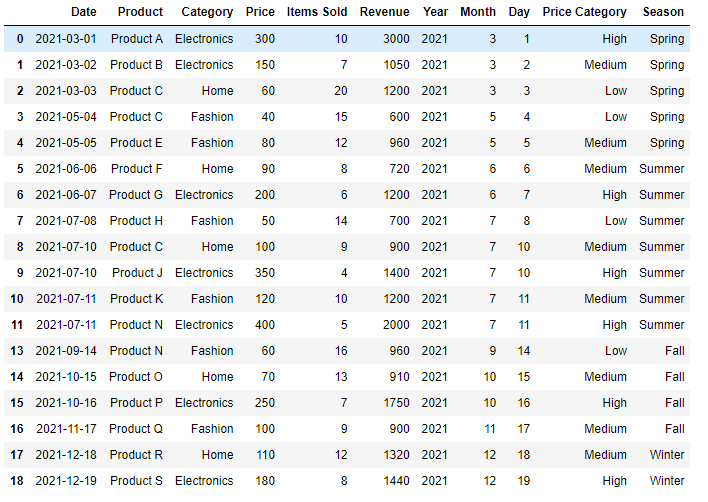 Date Product Category Price Items Sold Revenue Year Month Day Price Category Season
0 2021-03-01 Product A Electronics 300 10 3000 2021 3 1 High Spring
1 2021-03-02 Product B Electronics 150 7 1050 2021 3 2 Medium Spring
2 2021-03-03 Product C Home 60 20 1200 2021 3 3 Low Spring
3 2021-05-04 Product C Fashion 40 15 600 2021 5 4 Low Spring
4 2021-05-05 Product E Fashion 80 12 960 2021 5 5 Medium Spring
5 2021-06-06 Product F Home 90 8 720 2021 6 6 Medium Summer
6 2021-06-07 Product G Electronics 200 6 1200 2021 6 7 High Summer
7 2021-07-08 Product H Fashion 50 14 700 2021 7 8 Low Summer
8 2021-07-10 Product C Home 100 9 900 2021 7 10 Medium Summer
9 2021-07-10 Product J Electronics 350 4 1400 2021 7 10 High Summer
10 2021-07-11 Product K Fashion 120 10 1200 2021 7 11 Medium Summer
11 2021-07-11 Product N Electronics 400 5 2000 2021 7 11 High Summer
13 2021-09-14 Product N Fashion 60 16 960 2021 9 14 Low Fall
14 2021-10-15 Product O Home 70 13 910 2021 10 15 Medium Fall
15 2021-10-16 Product P Electronics 250 7 1750 2021 10 16 High Fall
16 2021-11-17 Product Q Fashion 100 9 900 2021 11 17 Medium Fall
17 2021-12-18 Product R Home 110 12 1320 2021 12 18 Medium Winter
18 2021-12-19 Product S Electronics 180 8 1440 2021 12 19 High Winter